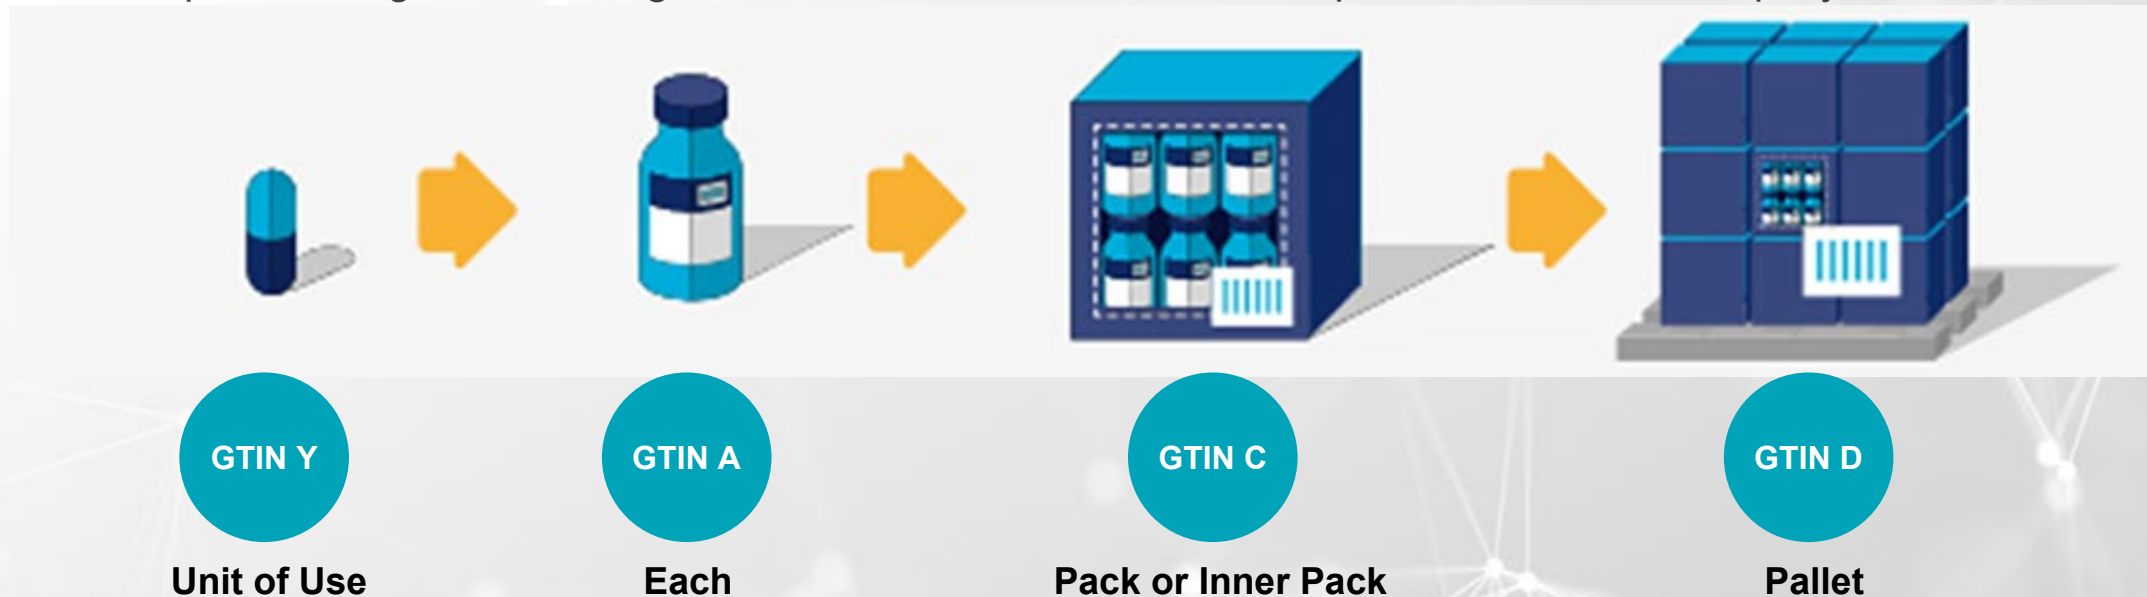 GTIN Y
GTIN A
GTIN C
GTIN D
Unit of Use
Each
Pack or Inner Pack
Pallet